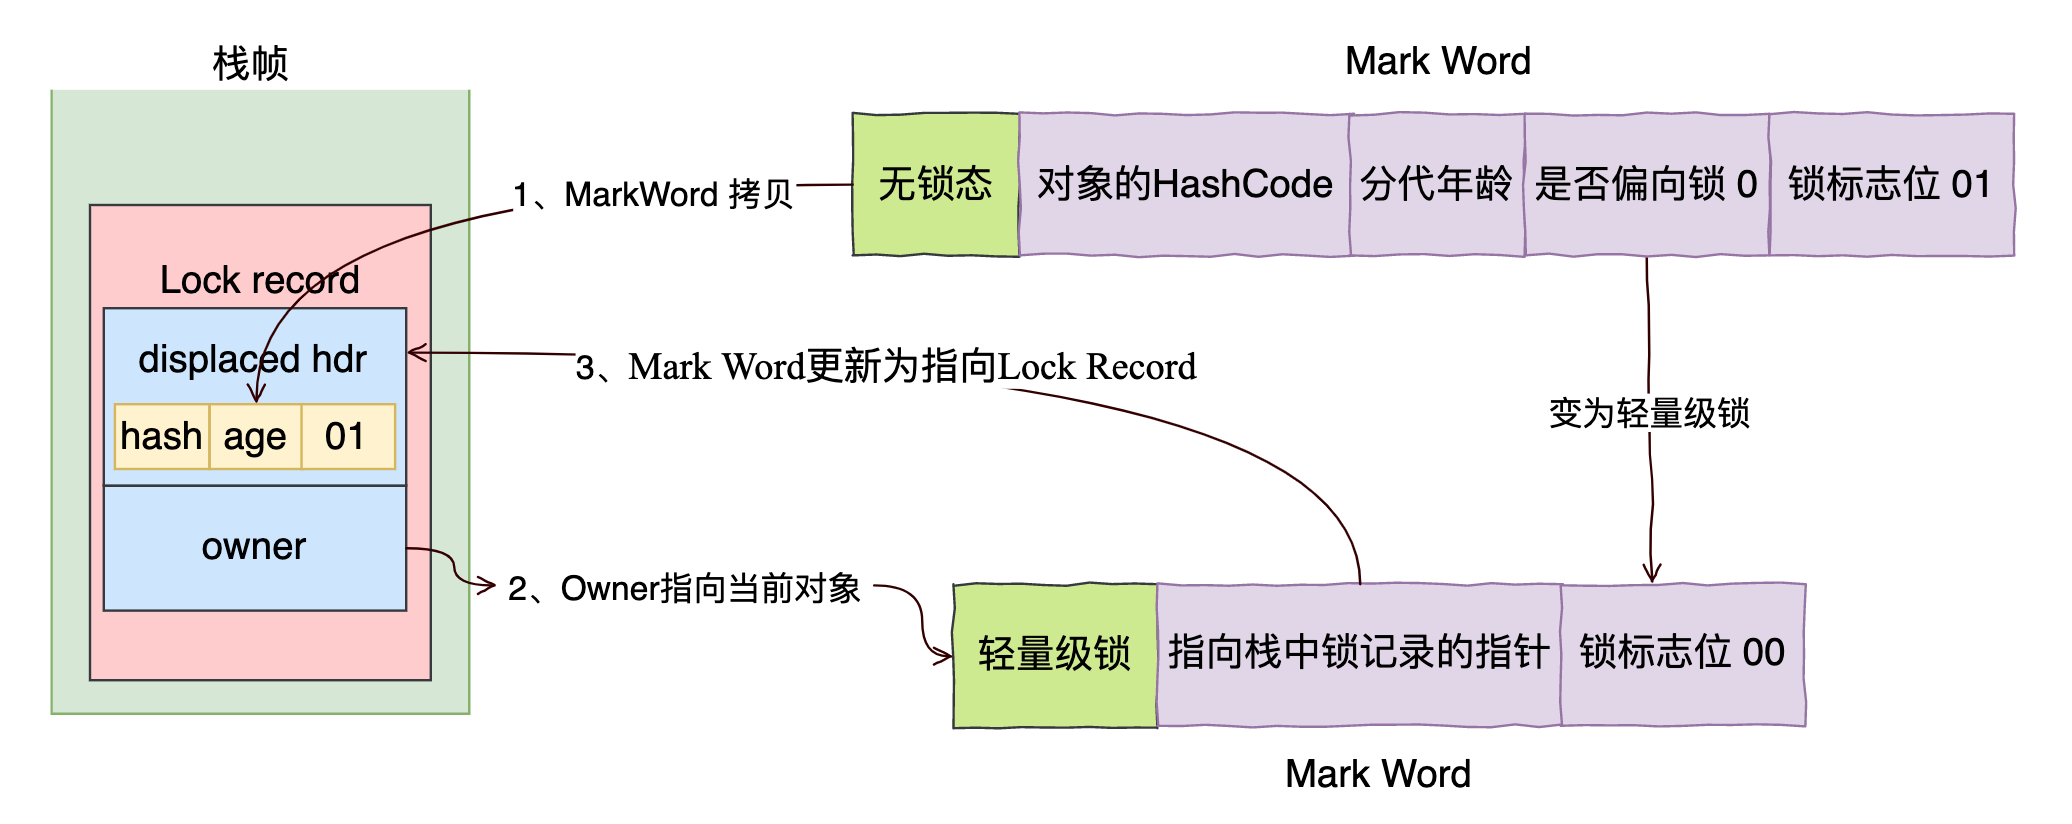 栈帧
Mark Word
无锁态
对象的HashCode
分代年龄
是否偏向锁 0
锁标志位 01
1、MarkWord 拷贝
Lock record
displaced hdr
hash
age
01
3、Mark Word更新为指向Lock Record
变为轻量级锁
owner
2、Owner指向当前对象
轻量级锁
指向栈中锁记录的指针
锁标志位 00
Mark Word